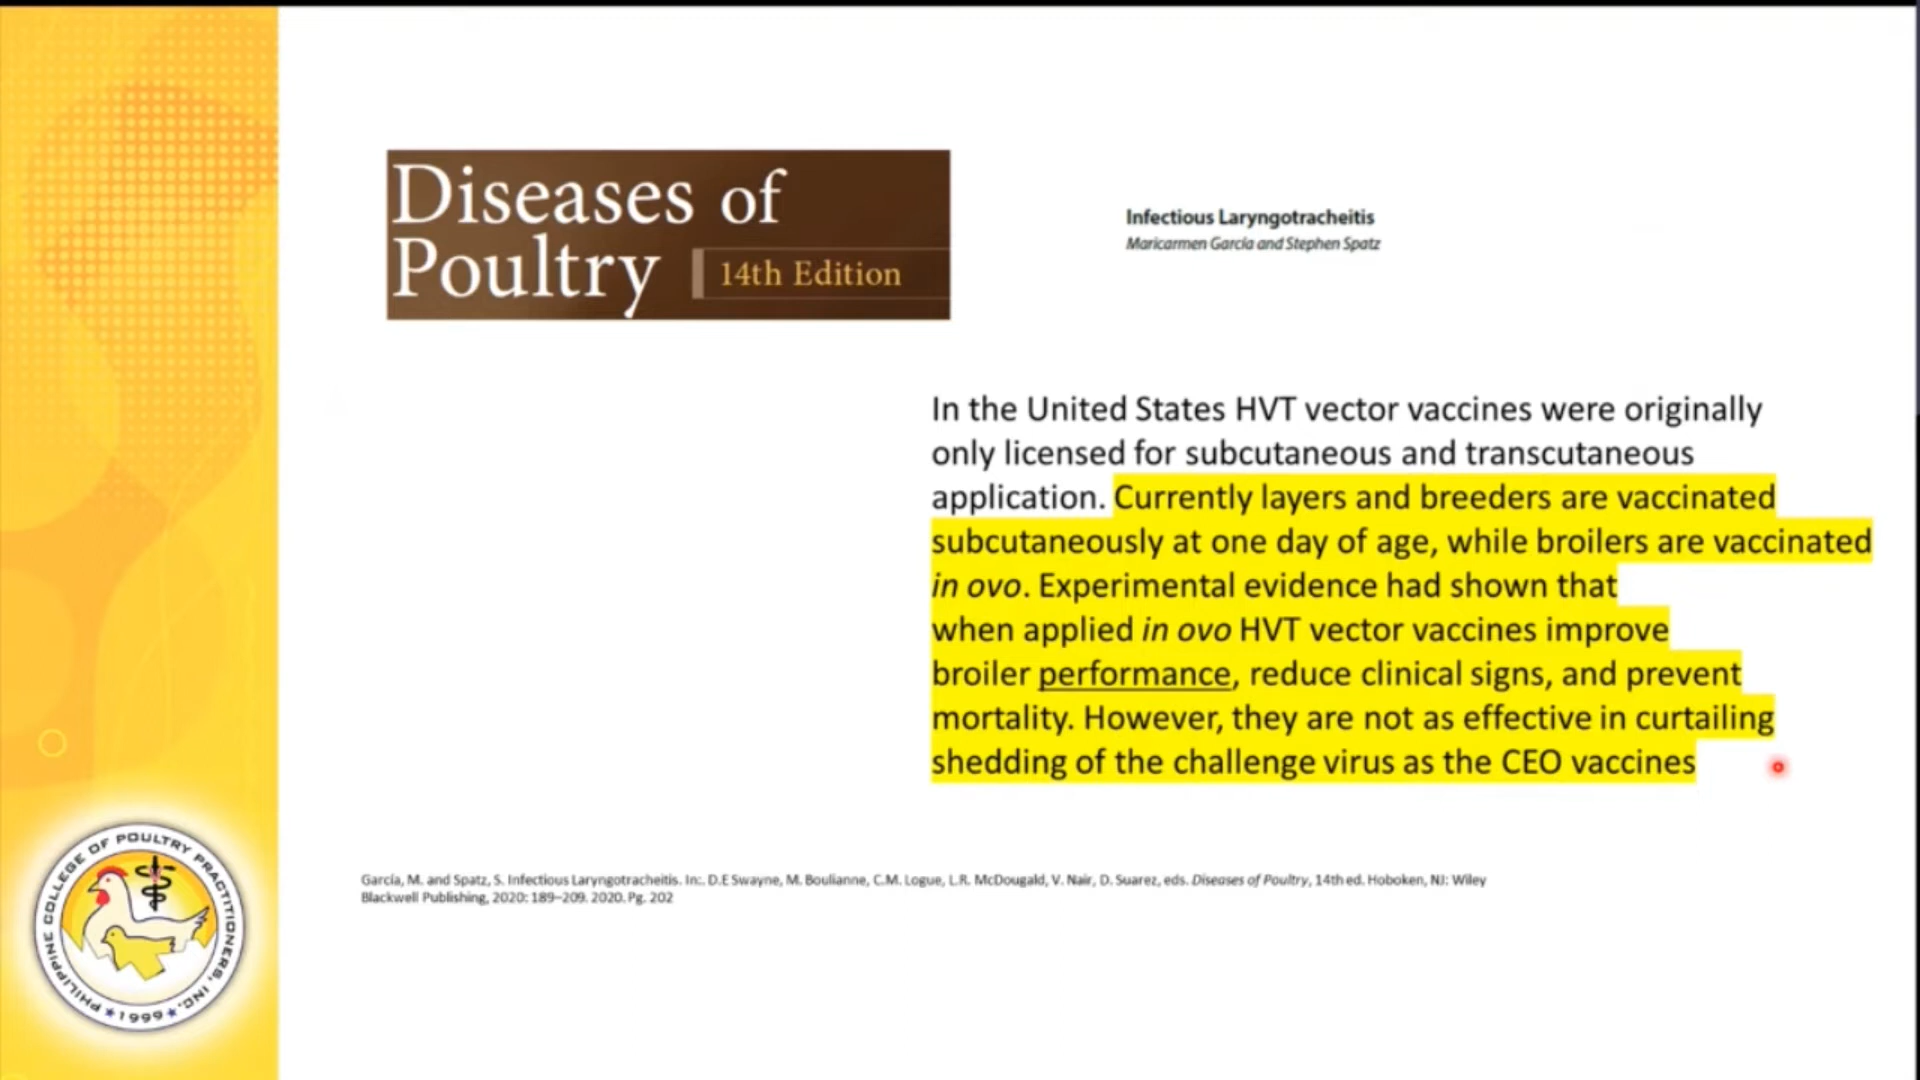 Diseases of
Poultry
14th Edition
Infectious Laryngotracheitis
Maricarmen García and Stephen Spatz
In the United States HVT vector vaccines were originally
only licensed for subcutaneous and transcutaneous
application. Currently layers and breeders are vaccinated
subcutaneously at one day of age, while broilers are vaccinated
in ovo. Experimental evidence had shown that
when applied in ovo HVT vector vaccines improve
broiler performance, reduce clinical signs, and prevent
mortality. However, they are not as effective in curtailing
shedding of the challenge virus as the CEO vaccines
García, M. and Spatz, S. Infectious Laryngotracheitis. In:. D.E Swayne, M. Boulianne, C.M. Logue, L.R. McDougald, V. Nair, D. Suarez, eds. Diseases of Poultry, 14th ed. Hoboken, NJ: Wiley
Blackwell Publishing, 2020: 189–209. 2020. Pg. 202
PHILIPPINE COLLEGE OF POULTRY PRACTITIONERS, INC.
★1999★